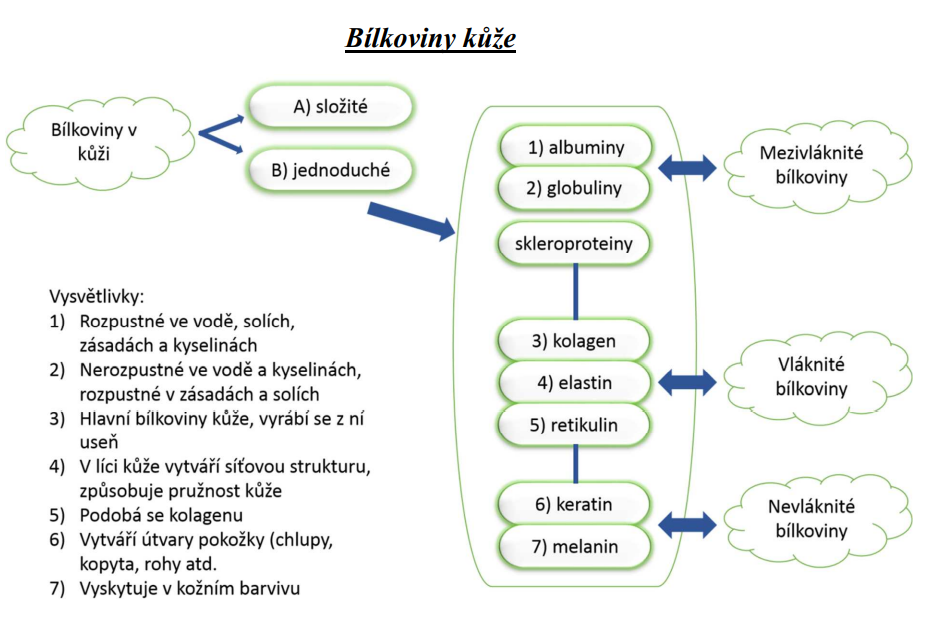 Bílkoviny kůže
Bílkoviny v
kůži
A) složité
B) jednoduché
1) albuminy
2) globuliny
skleroproteiny
3) kolagen
4) elastin
5) retikulin
6) keratin
7) melanin
Mezivláknité
bílkoviny
Vláknité
bílkoviny
Nevláknité
bílkoviny
Vysvětlivky:
1) Rozpustné ve vodě, solích,
zásadách a kyselinách
2) Nerozpustné ve vodě a kyselinách,
rozpustné v zásadách a solích
3) Hlavní bílkoviny kůže, vyrábí se z ní
useň
4) V líci kůže vytváří síťovou strukturu,
způsobuje pružnost kůže
5) Podobá se kolagenu
6) Vytváří útvary pokožky (chlupy,
kopyta, rohy atd.
7) Vyskytuje v kožním barvivu